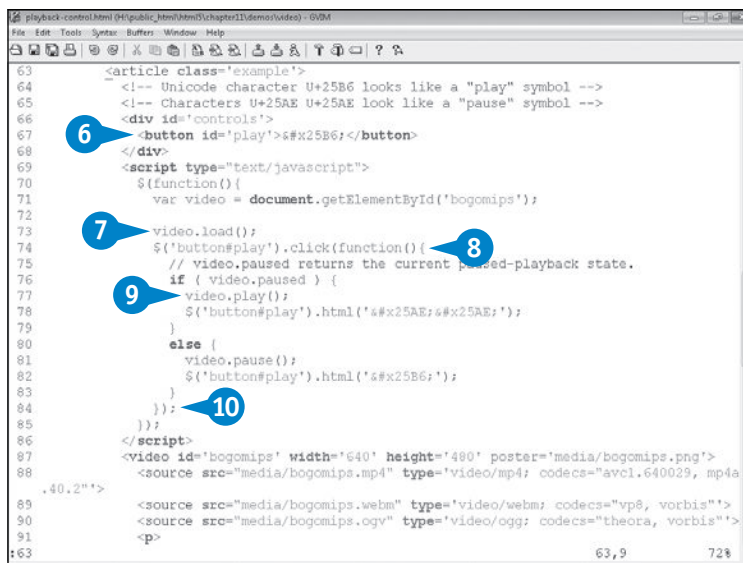 playback-control.html (H:\public_html\html5\chapter11\demos\video) - GVIM
File Edit Tools Syntax Buffers Window Help
63 <article class='example'>
64 <!-- Unicode character U+25B6 looks like a "play" symbol -->
65 <!-- Characters U+25AE U+25AE look like a "pause" symbol -->
66 <div id='controls'>
6
67 <button id='play'>&#x25B6;</button>
68 </div>
69 <script type="text/javascript">
70 $(function(){
71 var video = document.getElementById('bogomips');
72
7
73 video.load();
74 $('button#play').click(function(){
8
75 // video.paused returns the current paused-playback state.
76 if ( video.paused ) {
9
77 video.play();
78 $('button#play').html('&#x25AE;&#x25AE;');
79 }
80 else {
81 video.pause();
82 $('button#play').html('&#x25B6;');
83 }
84 });
10
85 });
86 </script>
87 <video id='bogomips' width='640' height='480' poster='media/bogomips.png'>
88 <source src="media/bogomips.mp4" type='video/mp4; codecs="avc1.640029, mp4a
.40.2"'>
89 <source src="media/bogomips.webm" type='video/webm; codecs="vp8, vorbis"'>
90 <source src="media/bogomips.ogv" type='video/ogg; codecs="theora, vorbis"'>
91 <p>
:63 63,9 72%